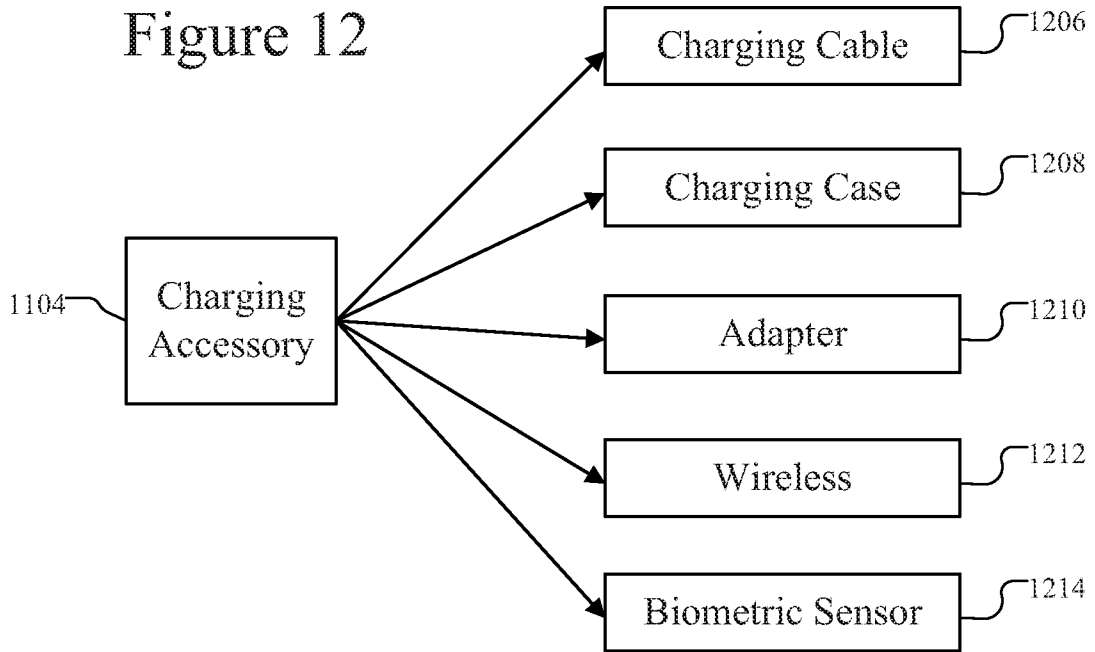 Figure 12
Charging Cable
1206
Charging Case
1208
1104
Charging
Accessory
Adapter
1210
Wireless
1212
Biometric Sensor
1214